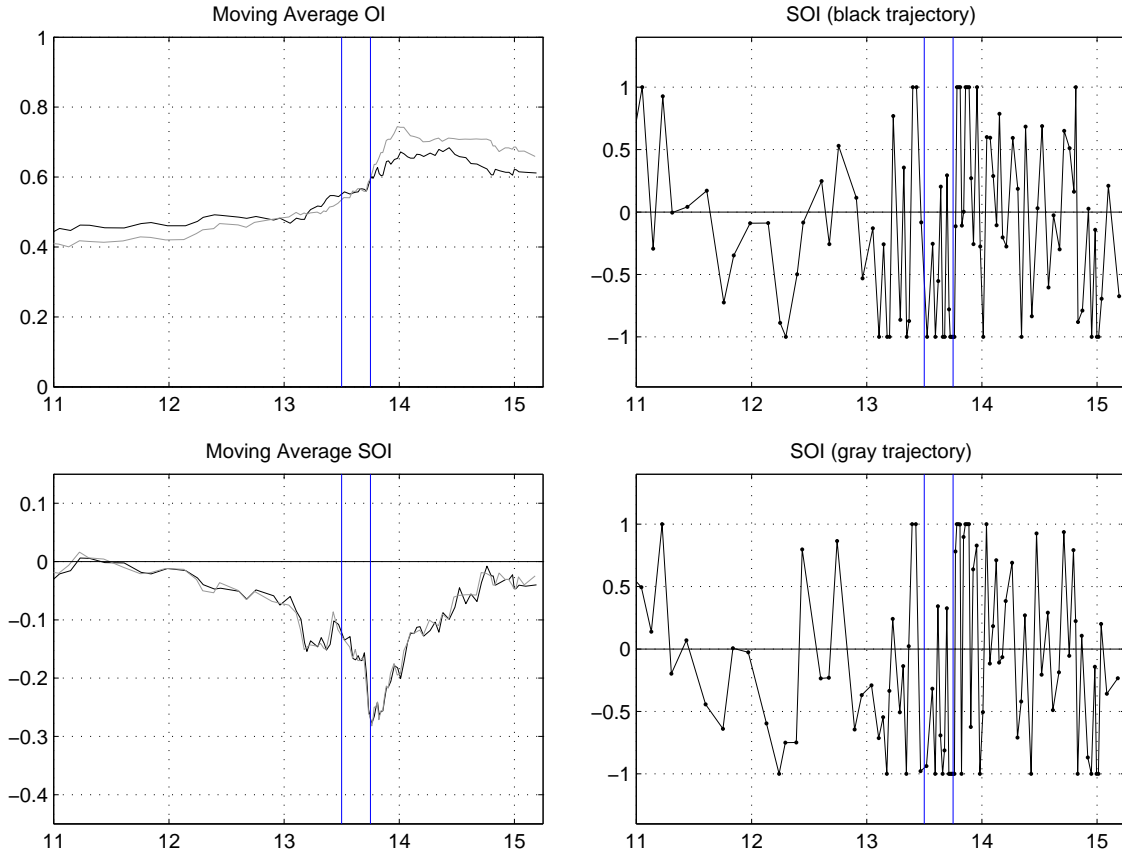 Moving Average OI
1
0.8
0.6
0.4
0.2
0
11 12 13 14 15
SOI (black trajectory)
1
0.5
0
−0.5
−1
11 12 13 14 15
Moving Average SOI
0.1
0
−0.1
−0.2
−0.3
−0.4
11 12 13 14 15
SOI (gray trajectory)
1
0.5
0
−0.5
−1
11 12 13 14 15